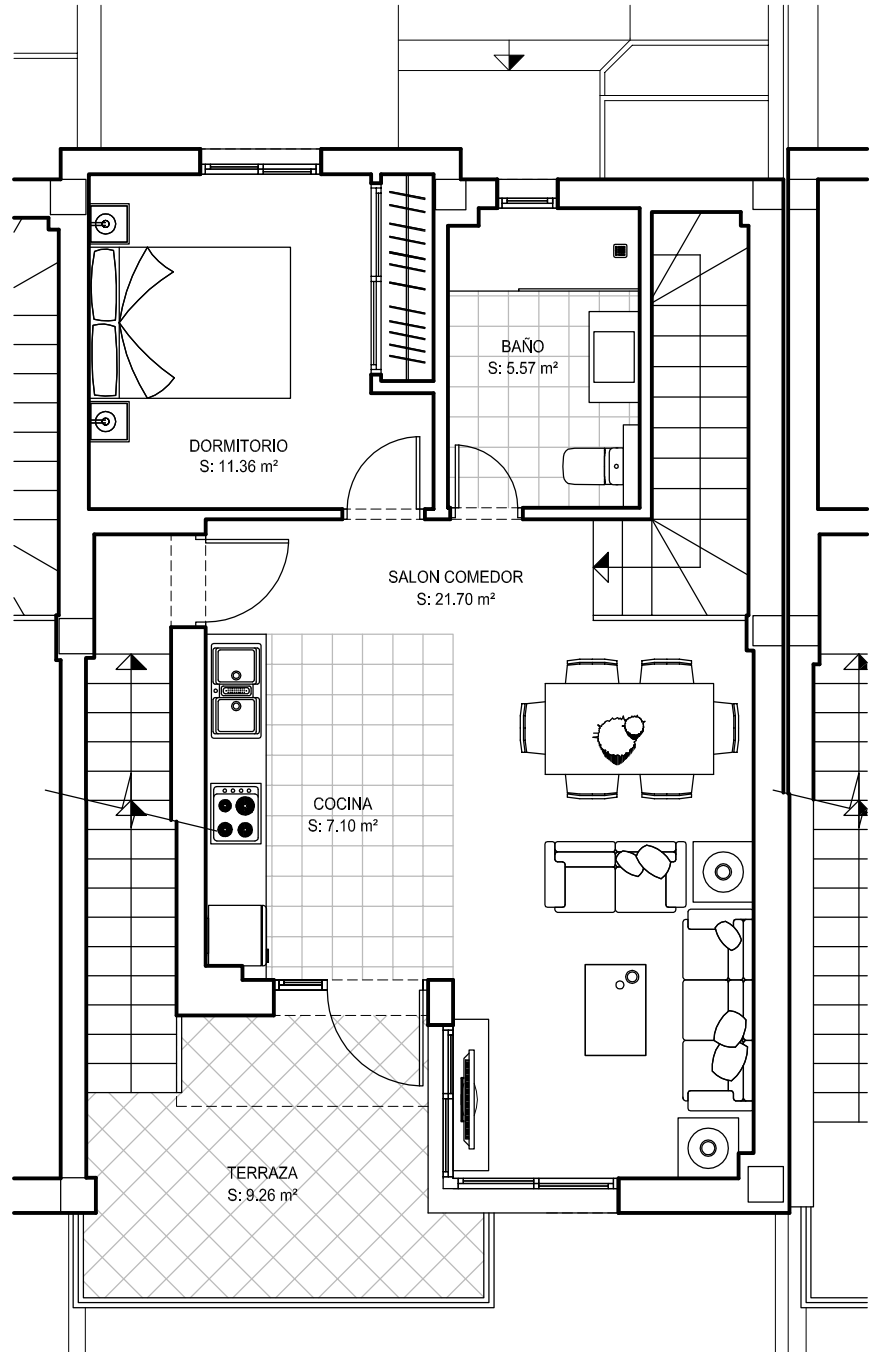 BAÑO
S: 5.57 m²
DORMITORIO
S: 11.36 m²
SALON COMEDOR
S: 21.70 m²
COCINA
S: 7.10 m²
TERRAZA
S: 9.26 m²